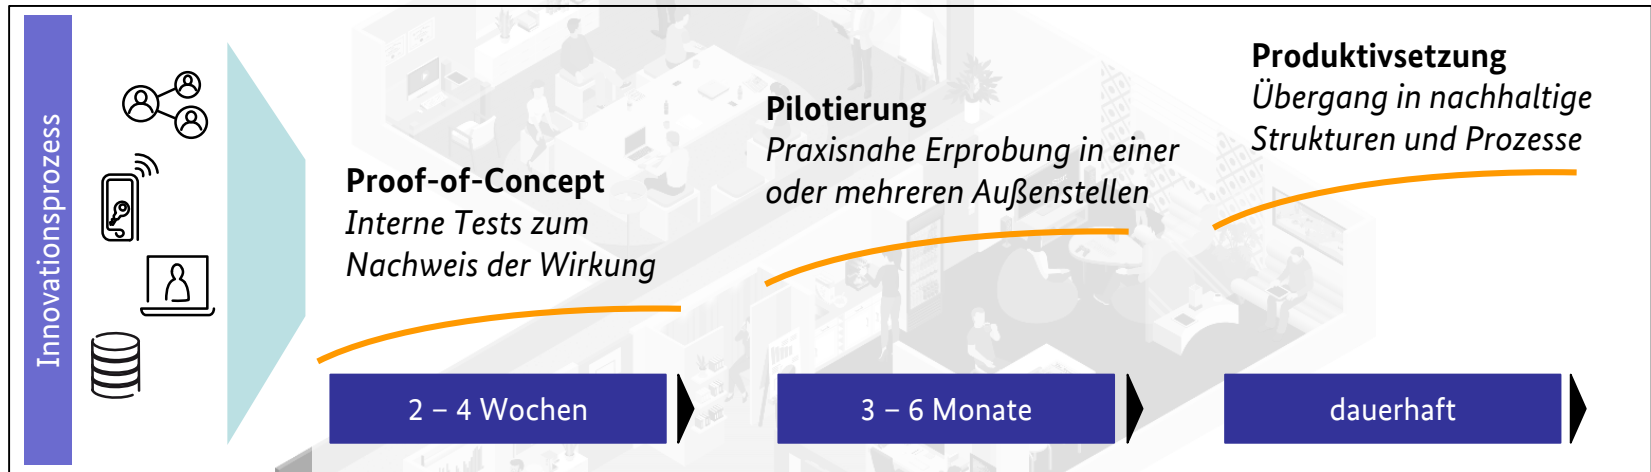 Innovationsprozess
Proof-of-Concept
Interne Tests zum
Nachweis der Wirkung
2 – 4 Wochen
Pilotierung
Praxisnahe Erprobung in einer
oder mehreren Außenstellen
3 – 6 Monate
Produktivsetzung
Übergang in nachhaltige
Strukturen und Prozesse
dauerhaft